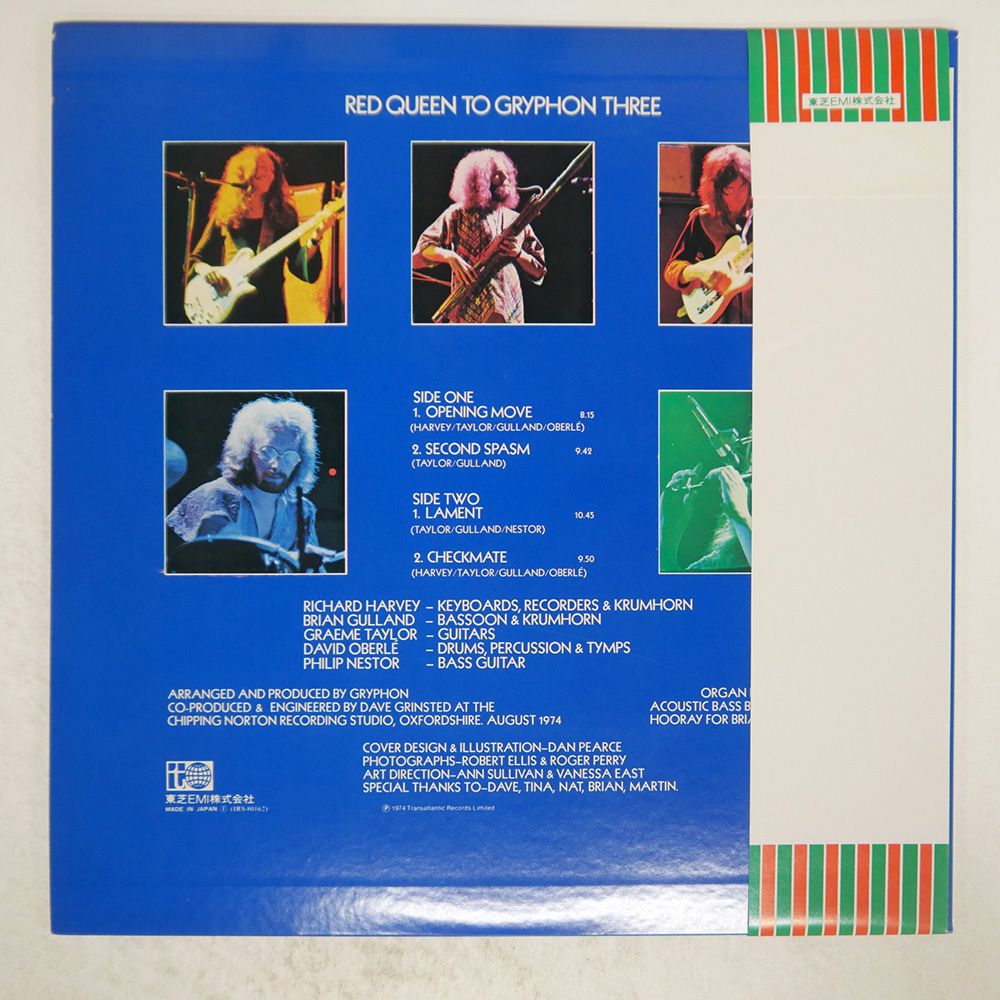 東芝EMI株式会社
RED QUEEN TO GRYPHON THREE
SIDE ONE
1. OPENING MOVE 8.15
(HARVEY/TAYLOR/GULLAND/OBERLÉ)
2. SECOND SPASM 9.42
(TAYLOR/GULLAND)
SIDE TWO
1. LAMENT 10.45
(TAYLOR/GULLAND/NESTOR)
2. CHECKMATE 9.50
(HARVEY/TAYLOR/GULLAND/OBERLÉ)
RICHARD HARVEY – KEYBOARDS, RECORDERS & KRUMHORN
BRIAN GULLAND – BASSOON & KRUMHORN
GRAEME TAYLOR – GUITARS
DAVID OBERLÉ – DRUMS, PERCUSSION & TYMPS
PHILIP NESTOR – BASS GUITAR
ARRANGED AND PRODUCED BY GRYPHON
CO-PRODUCED & ENGINEERED BY DAVE GRINSTED AT THE
CHIPPING NORTON RECORDING STUDIO, OXFORDSHIRE. AUGUST 1974
ORGAN
ACOUSTIC BASS B
HOORAY FOR BRIA
COVER DESIGN & ILLUSTRATION–DAN PEARCE
PHOTOGRAPHS–ROBERT ELLIS & ROGER PERRY
ART DIRECTION–ANN SULLIVAN & VANESSA EAST
SPECIAL THANKS TO–DAVE, TINA, NAT, BRIAN, MARTIN.
東芝EMI株式会社
MADE IN JAPAN Ⓣ (IRS-80162)
Ⓟ 1974 Transatlantic Records Limited